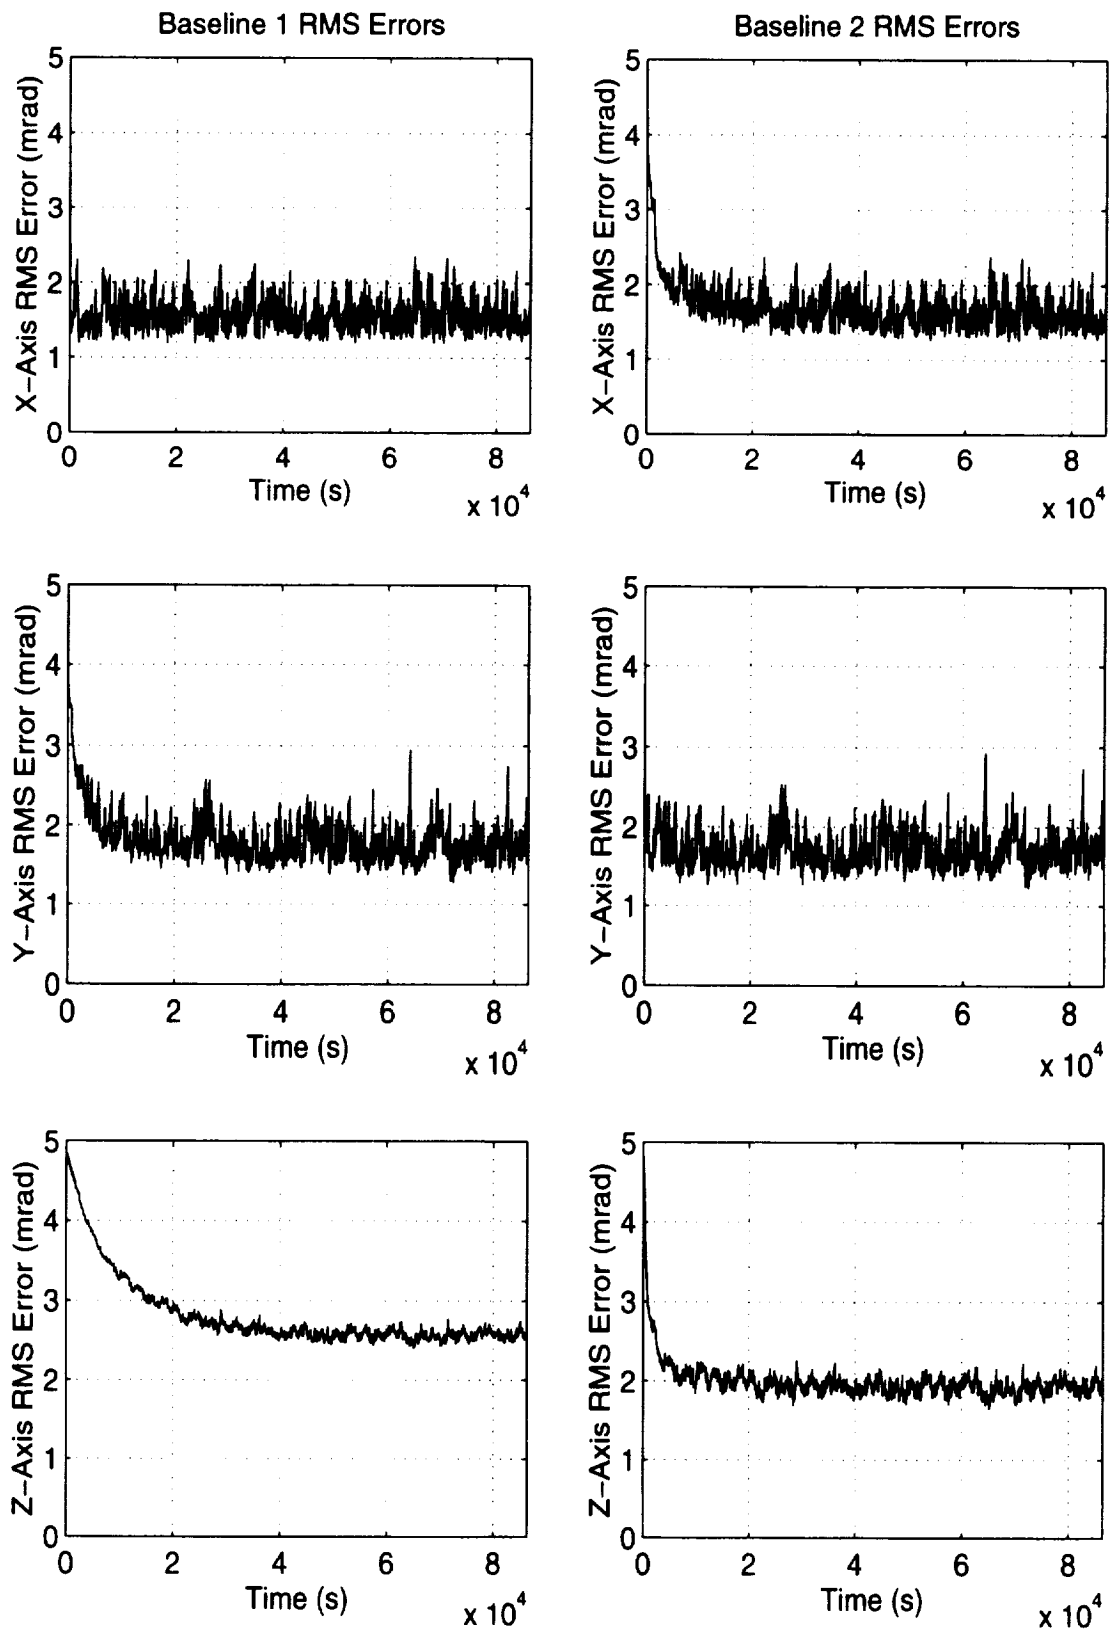 Baseline 1 RMS Errors
5
4
3
2
1
0
X-Axis RMS Error (mrad)
0 2 4 6 8
Time (s)
x 10^4
Baseline 2 RMS Errors
5
4
3
2
1
0
X-Axis RMS Error (mrad)
0 2 4 6 8
Time (s)
x 10^4
5
4
3
2
1
0
Y-Axis RMS Error (mrad)
0 2 4 6 8
Time (s)
x 10^4
5
4
3
2
1
0
Y-Axis RMS Error (mrad)
0 2 4 6 8
Time (s)
x 10^4
5
4
3
2
1
0
Z-Axis RMS Error (mrad)
0 2 4 6 8
Time (s)
x 10^4
5
4
3
2
1
0
Z-Axis RMS Error (mrad)
0 2 4 6 8
Time (s)
x 10^4